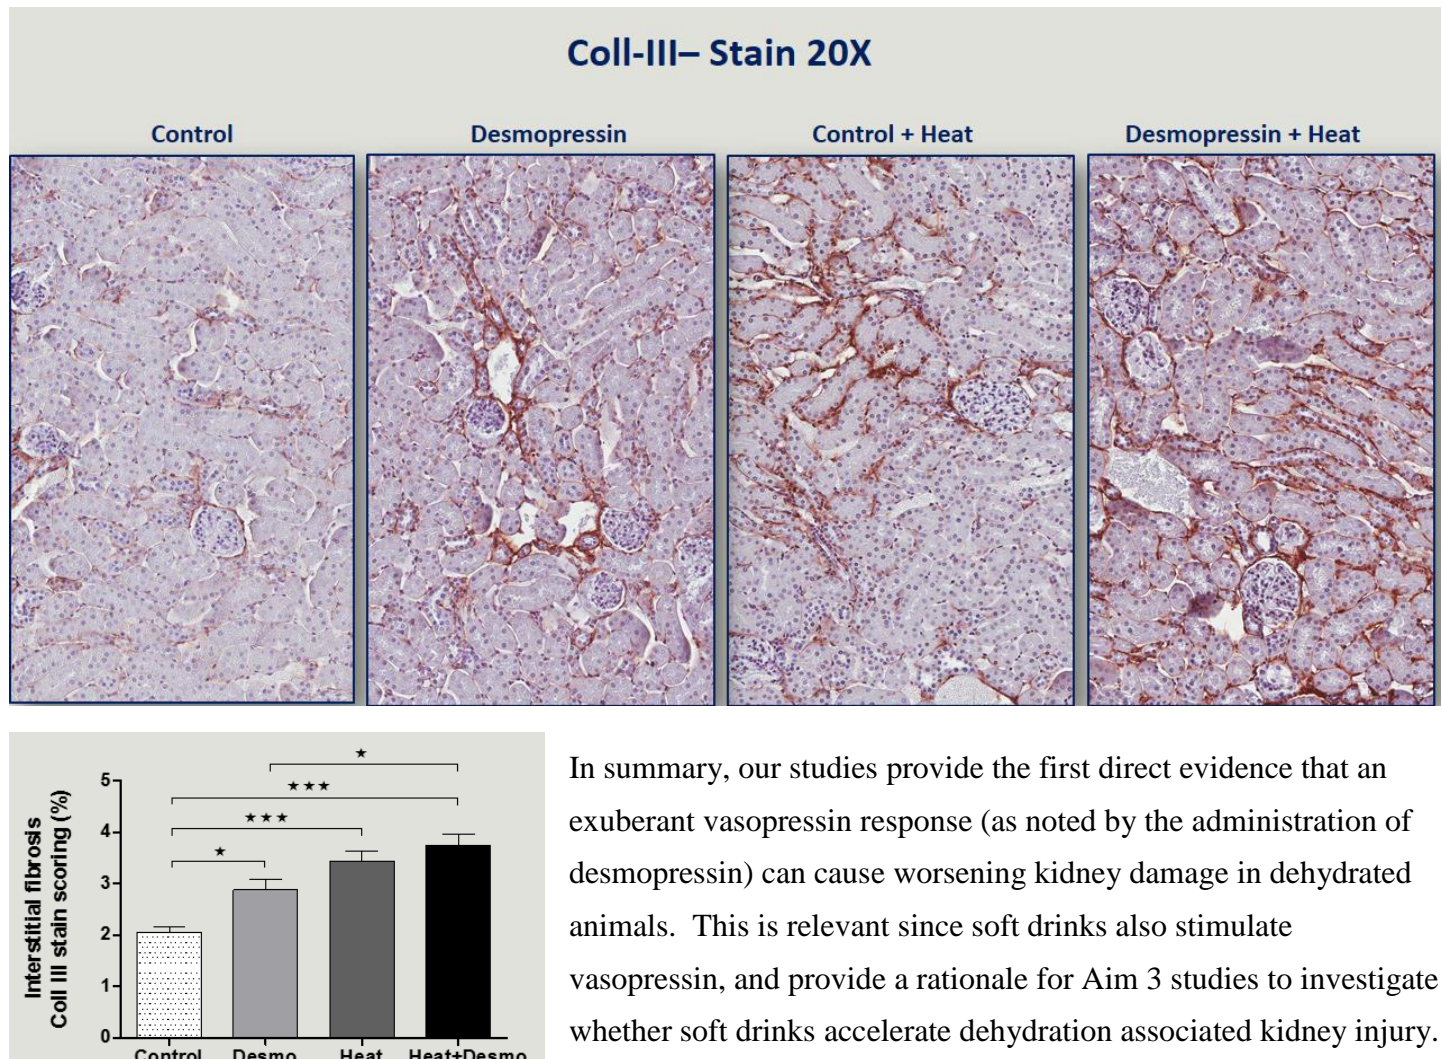 Coll-III– Stain 20X
Control
Desmopressin
Control + Heat
Desmopressin + Heat
Interstitial fibrosis
Coll III stain scoring (%)
5
4
3
2
1
0
★
★★★
★★★
★
Control
Desmo
Heat
Heat+Desmo
In summary, our studies provide the first direct evidence that an
exuberant vasopressin response (as noted by the administration of
desmopressin) can cause worsening kidney damage in dehydrated
animals.  This is relevant since soft drinks also stimulate
vasopressin, and provide a rationale for Aim 3 studies to investigate
whether soft drinks accelerate dehydration associated kidney injury.